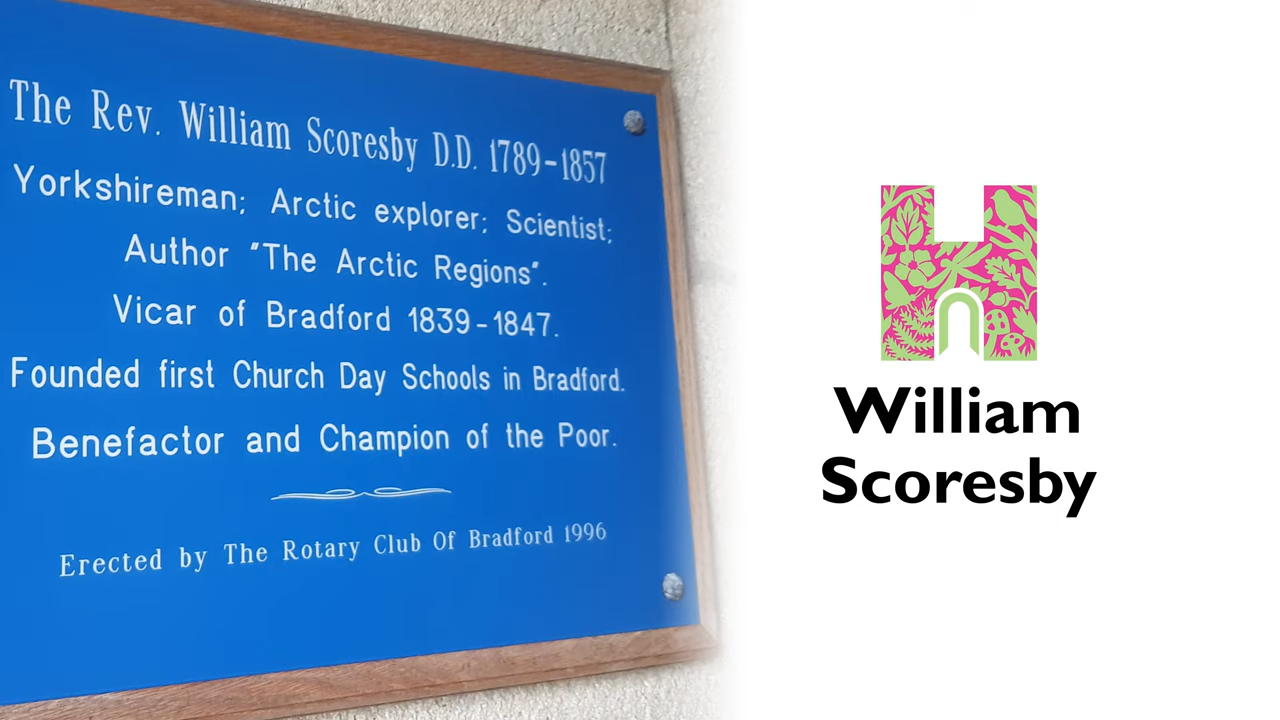 The Rev. William Scoresby D.D. 1789-1857
Yorkshireman; Arctic explorer; Scientist;
Author "The Arctic Regions".
Vicar of Bradford 1839-1847.
Founded first Church Day Schools in Bradford.
Benefactor and Champion of the Poor.
Erected by The Rotary Club Of Bradford 1996
William
Scoresby